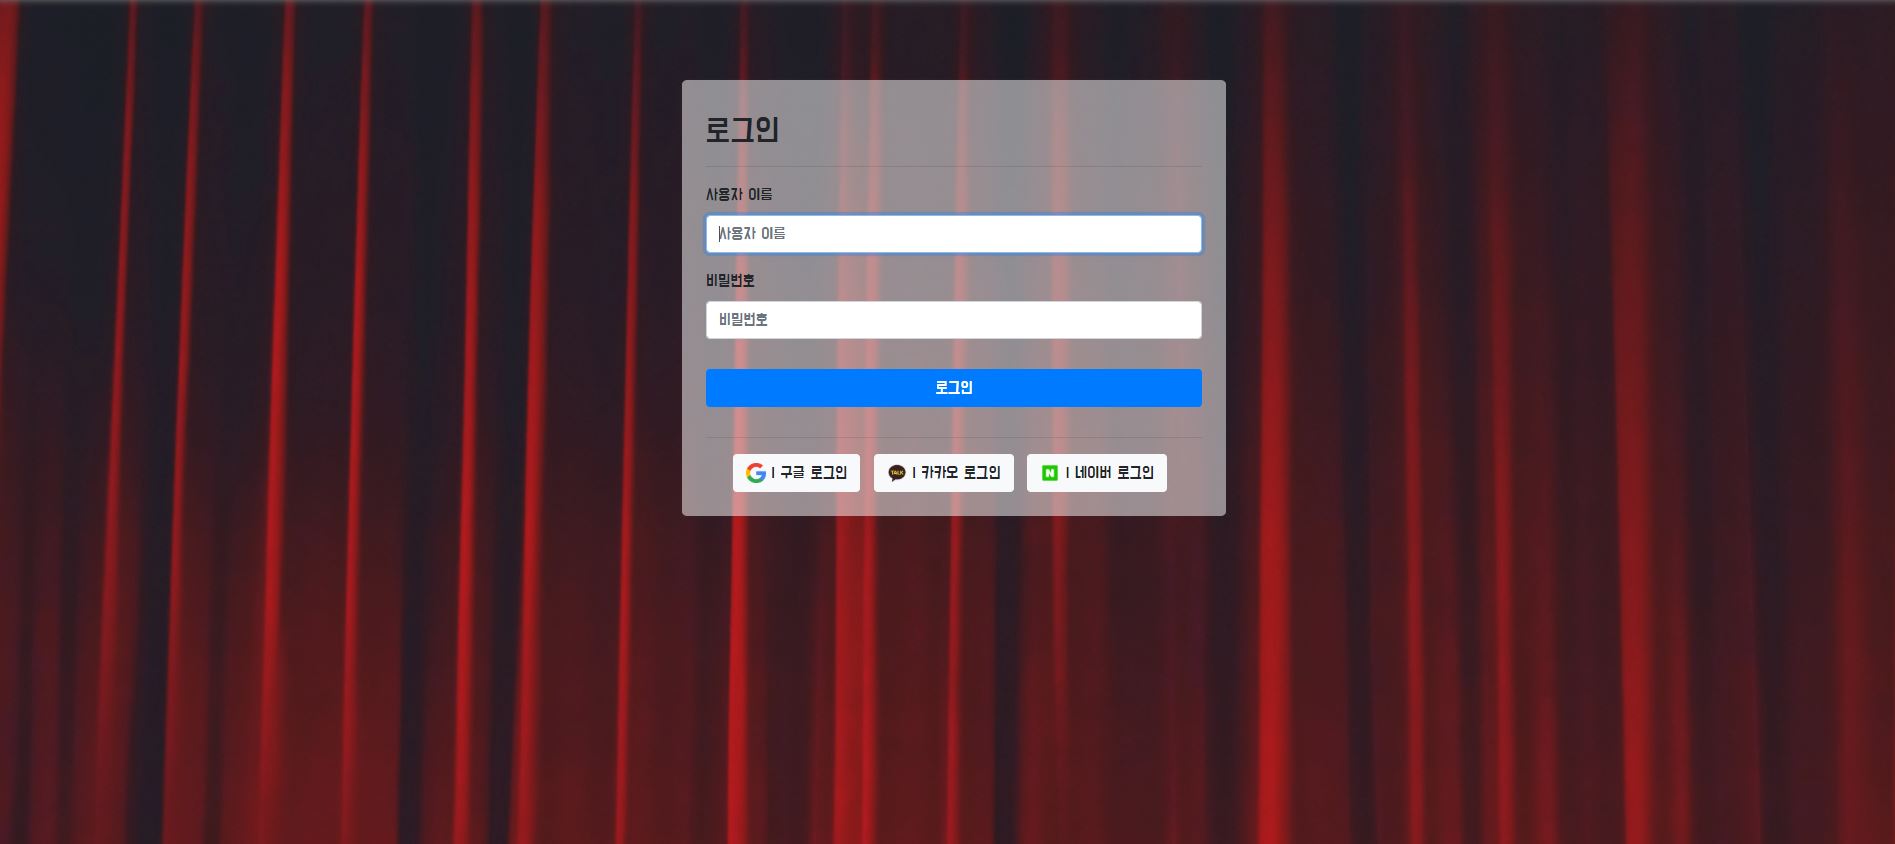 로그인
사용자 이름
사용자 이름
비밀번호
비밀번호
로그인
| 구글 로그인
TALK | 카카오 로그인
N | 네이버 로그인